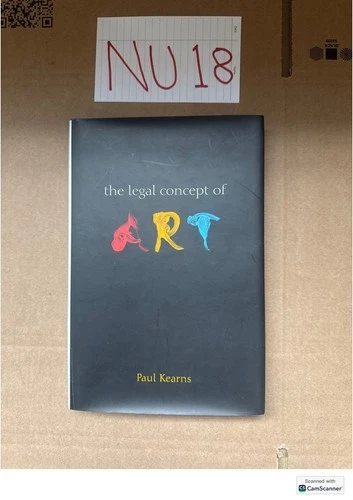 NU 18
the legal concept of
ART
Paul Kearns
Scanned with
CamScanner